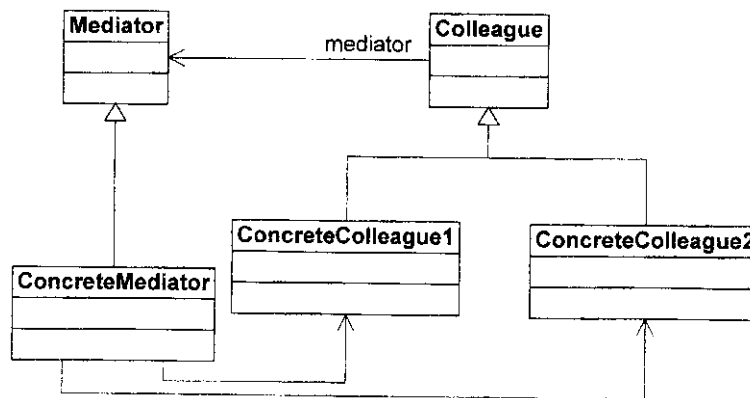 Mediator
mediator
Colleague
ConcreteColleague1
ConcreteColleague2
ConcreteMediator